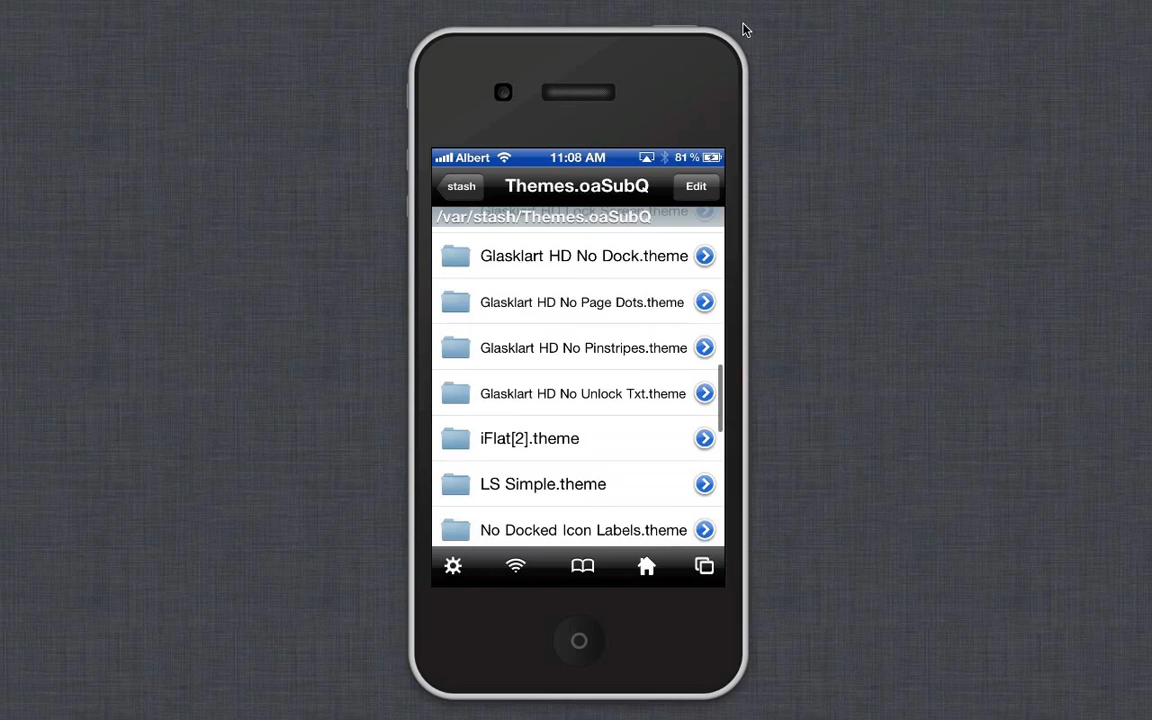 Albert
11:08 AM
81%
stash
Themes.oaSubQ
Edit
/var/stash/Themes.oaSubQ
Glasklart HD No Dock.theme
Glasklart HD No Page Dots.theme
Glasklart HD No Pinstripes.theme
Glasklart HD No Unlock Txt.theme
iFlat[2].theme
LS Simple.theme
No Docked Icon Labels.theme